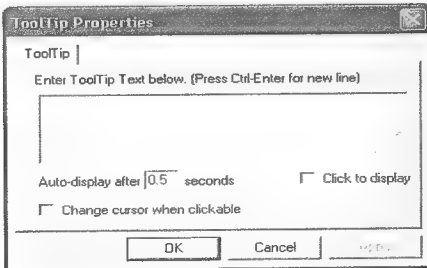 ToolTip Properties
ToolTip
Enter ToolTip Text below. (Press Ctrl-Enter for new line)
Auto-display after 0.5 seconds
Click to display
Change cursor when clickable
OK Cancel